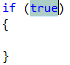 if (true)
{
}